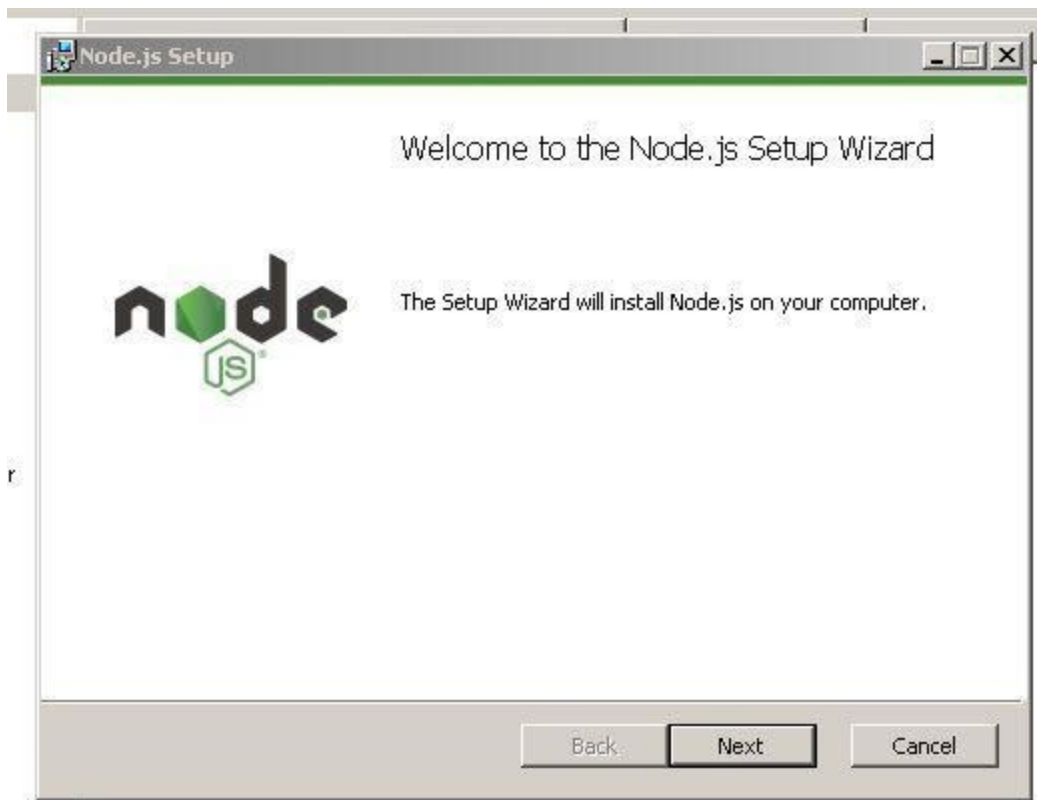 Node.js Setup
Welcome to the Node.js Setup Wizard
node
JS
The Setup Wizard will install Node.js on your computer.
r
Back
Next
Cancel